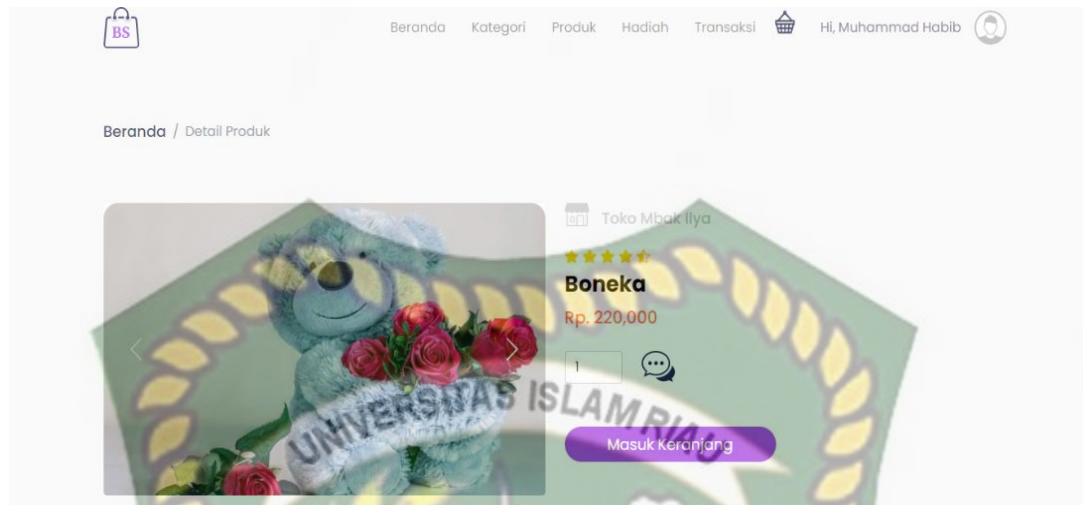 BS
Beranda Kategori Produk Hadiah Transaksi Hi, Muhammad Habib
Beranda / Detail Produk
Toko Mbak Ilya
Boneka
Rp. 220,000
1
UNIVERSITAS ISLAM RIAU
Masuk Keranjang